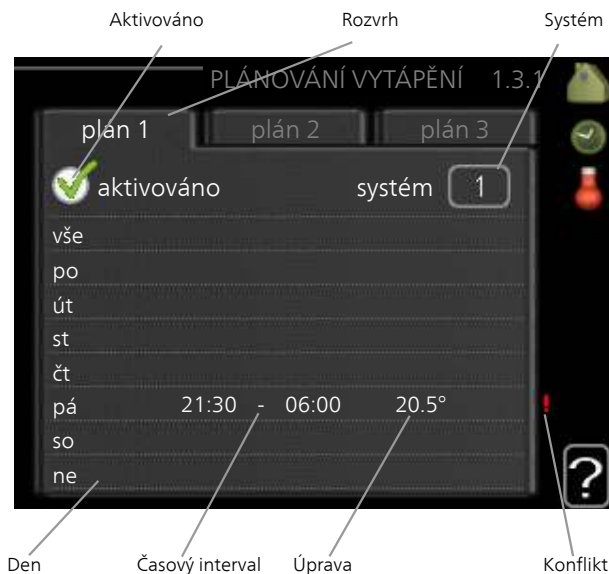 Aktivováno Rozvrh Systém
PLÁNOVÁNÍ VYTÁPĚNÍ 1.3.1
plán 1 plán 2 plán 3
aktivováno systém 1
vše
po
út
st
čt
pá 21:30 - 06:00 20.5° !
so
ne
?
Den Časový interval Úprava Konflikt